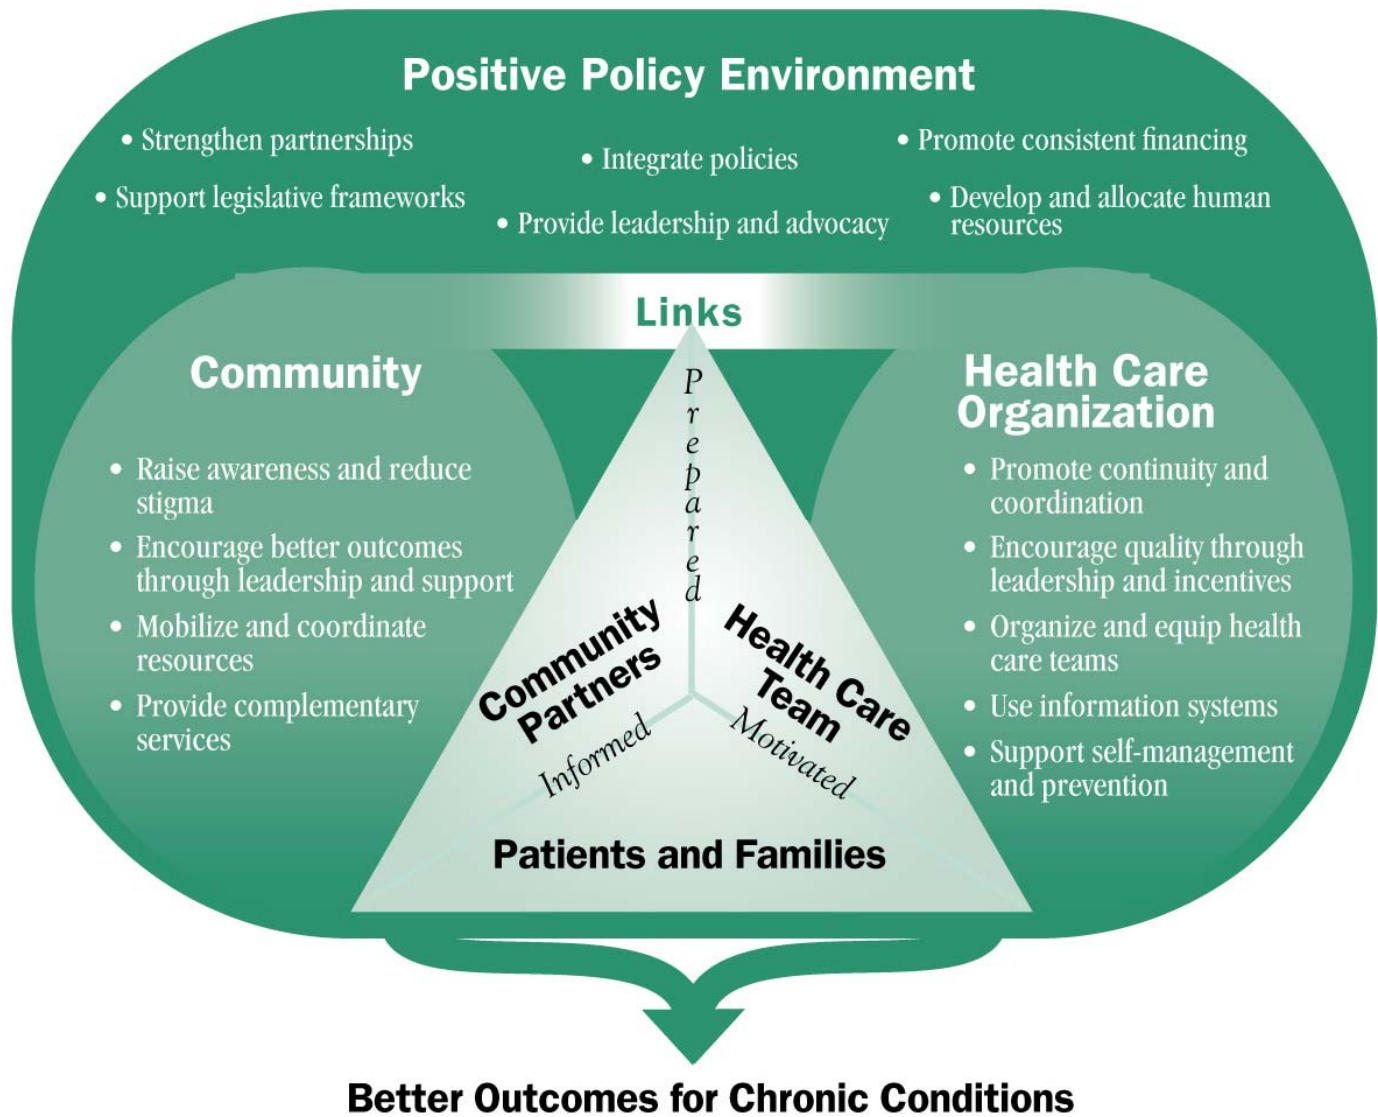 Positive Policy Environment
• Strengthen partnerships
• Support legislative frameworks
• Integrate policies
• Provide leadership and advocacy
• Promote consistent financing
• Develop and allocate human
resources
Links
Community
• Raise awareness and reduce
stigma
• Encourage better outcomes
through leadership and support
• Mobilize and coordinate
resources
• Provide complementary
services
Prepared
Community
Partners
Informed
Health Care
Team
Motivated
Patients and Families
Health Care
Organization
• Promote continuity and
coordination
• Encourage quality through
leadership and incentives
• Organize and equip health
care teams
• Use information systems
• Support self-management
and prevention
Better Outcomes for Chronic Conditions